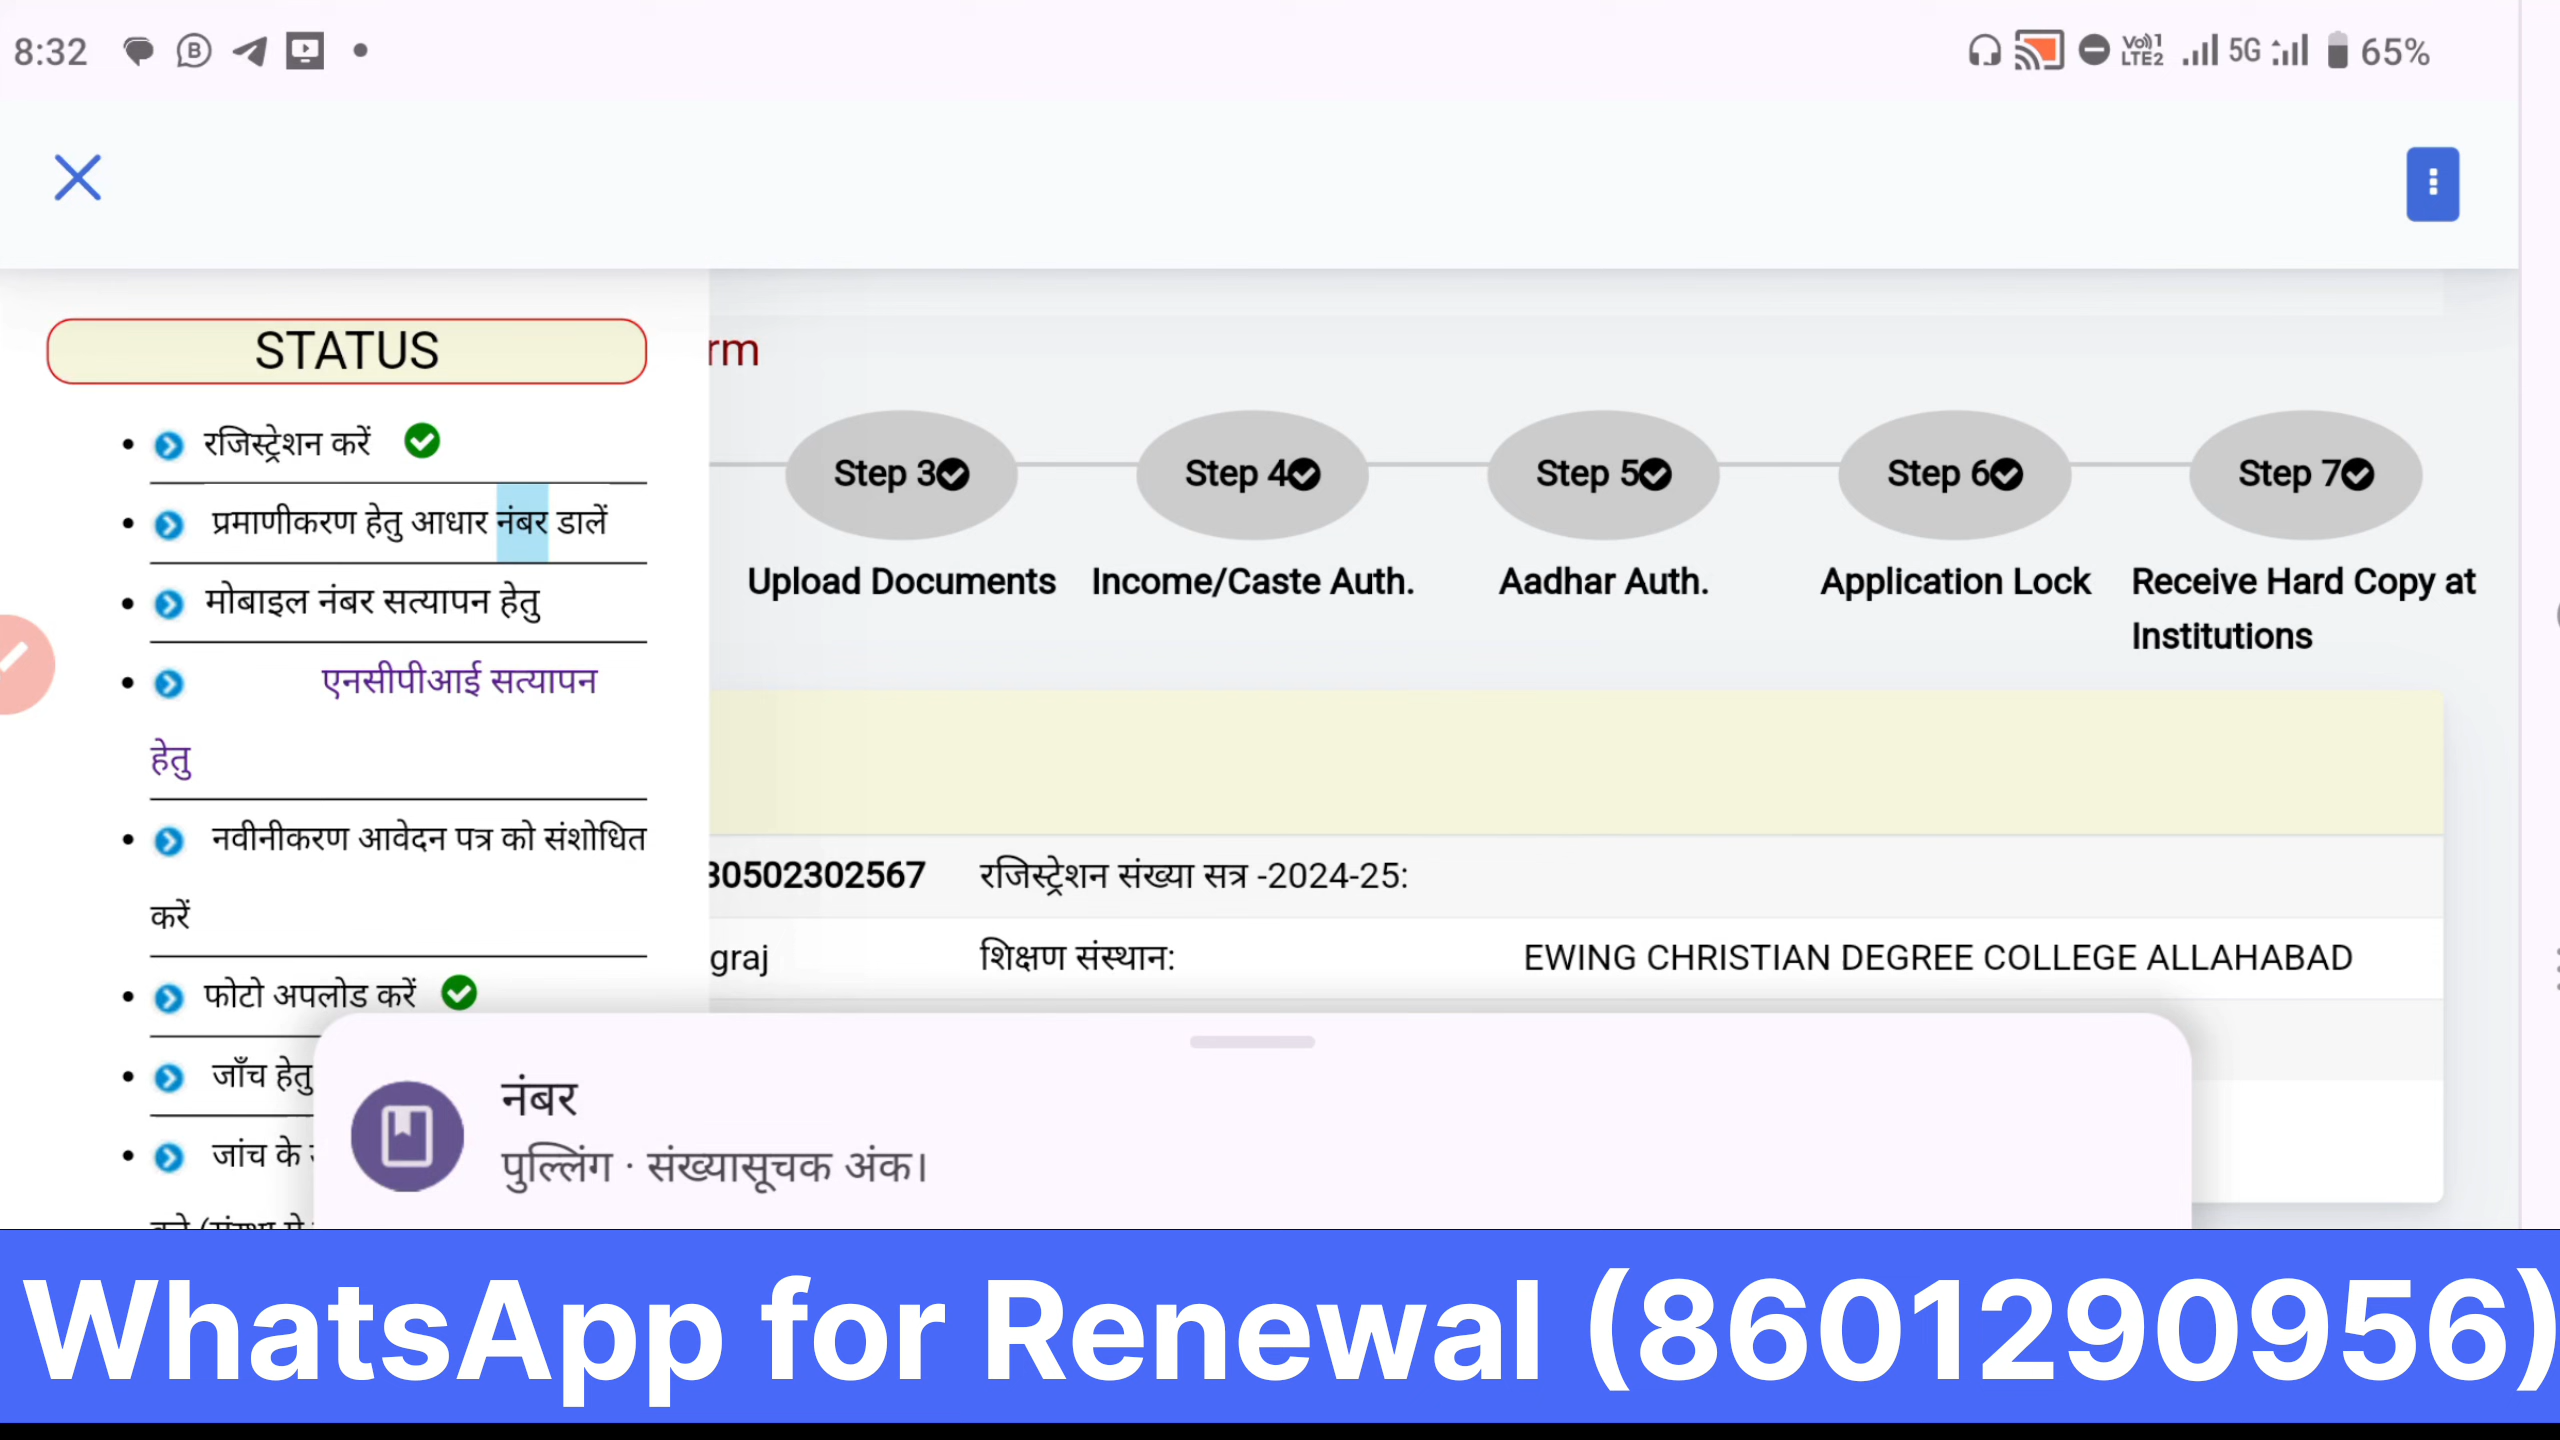 8:32
Vo)) 1 LTE2 5G 65%
STATUS
rm
रजिस्ट्रेशन करें
प्रमाणीकरण हेतु आधार नंबर डालें
मोबाइल नंबर सत्यापन हेतु
एनसीपीआई सत्यापन
हेतु
नवीनीकरण आवेदन पत्र को संशोधित
करें
फोटो अपलोड करें
जाँच हेतु
जांच के
Step 3 Step 4 Step 5 Step 6 Step 7
Upload Documents Income/Caste Auth. Aadhar Auth. Application Lock Receive Hard Copy at
Institutions
30502302567 रजिस्ट्रेशन संख्या सत्र -2024-25:
graj शिक्षण संस्थान: EWING CHRISTIAN DEGREE COLLEGE ALLAHABAD
नंबर
पुल्लिंग · संख्यासूचक अंक।
WhatsApp for Renewal (8601290956)